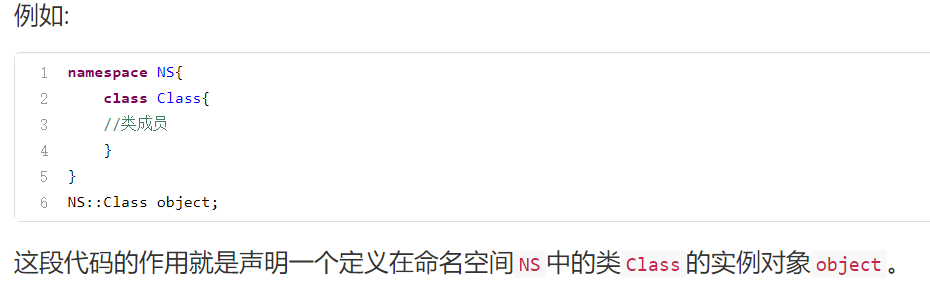 例如:
1 namespace NS{
2 class Class{
3 //类成员
4 }
5 }
6 NS::Class object;
这段代码的作用就是声明一个定义在命名空间 NS 中的类 Class 的实例对象 object 。